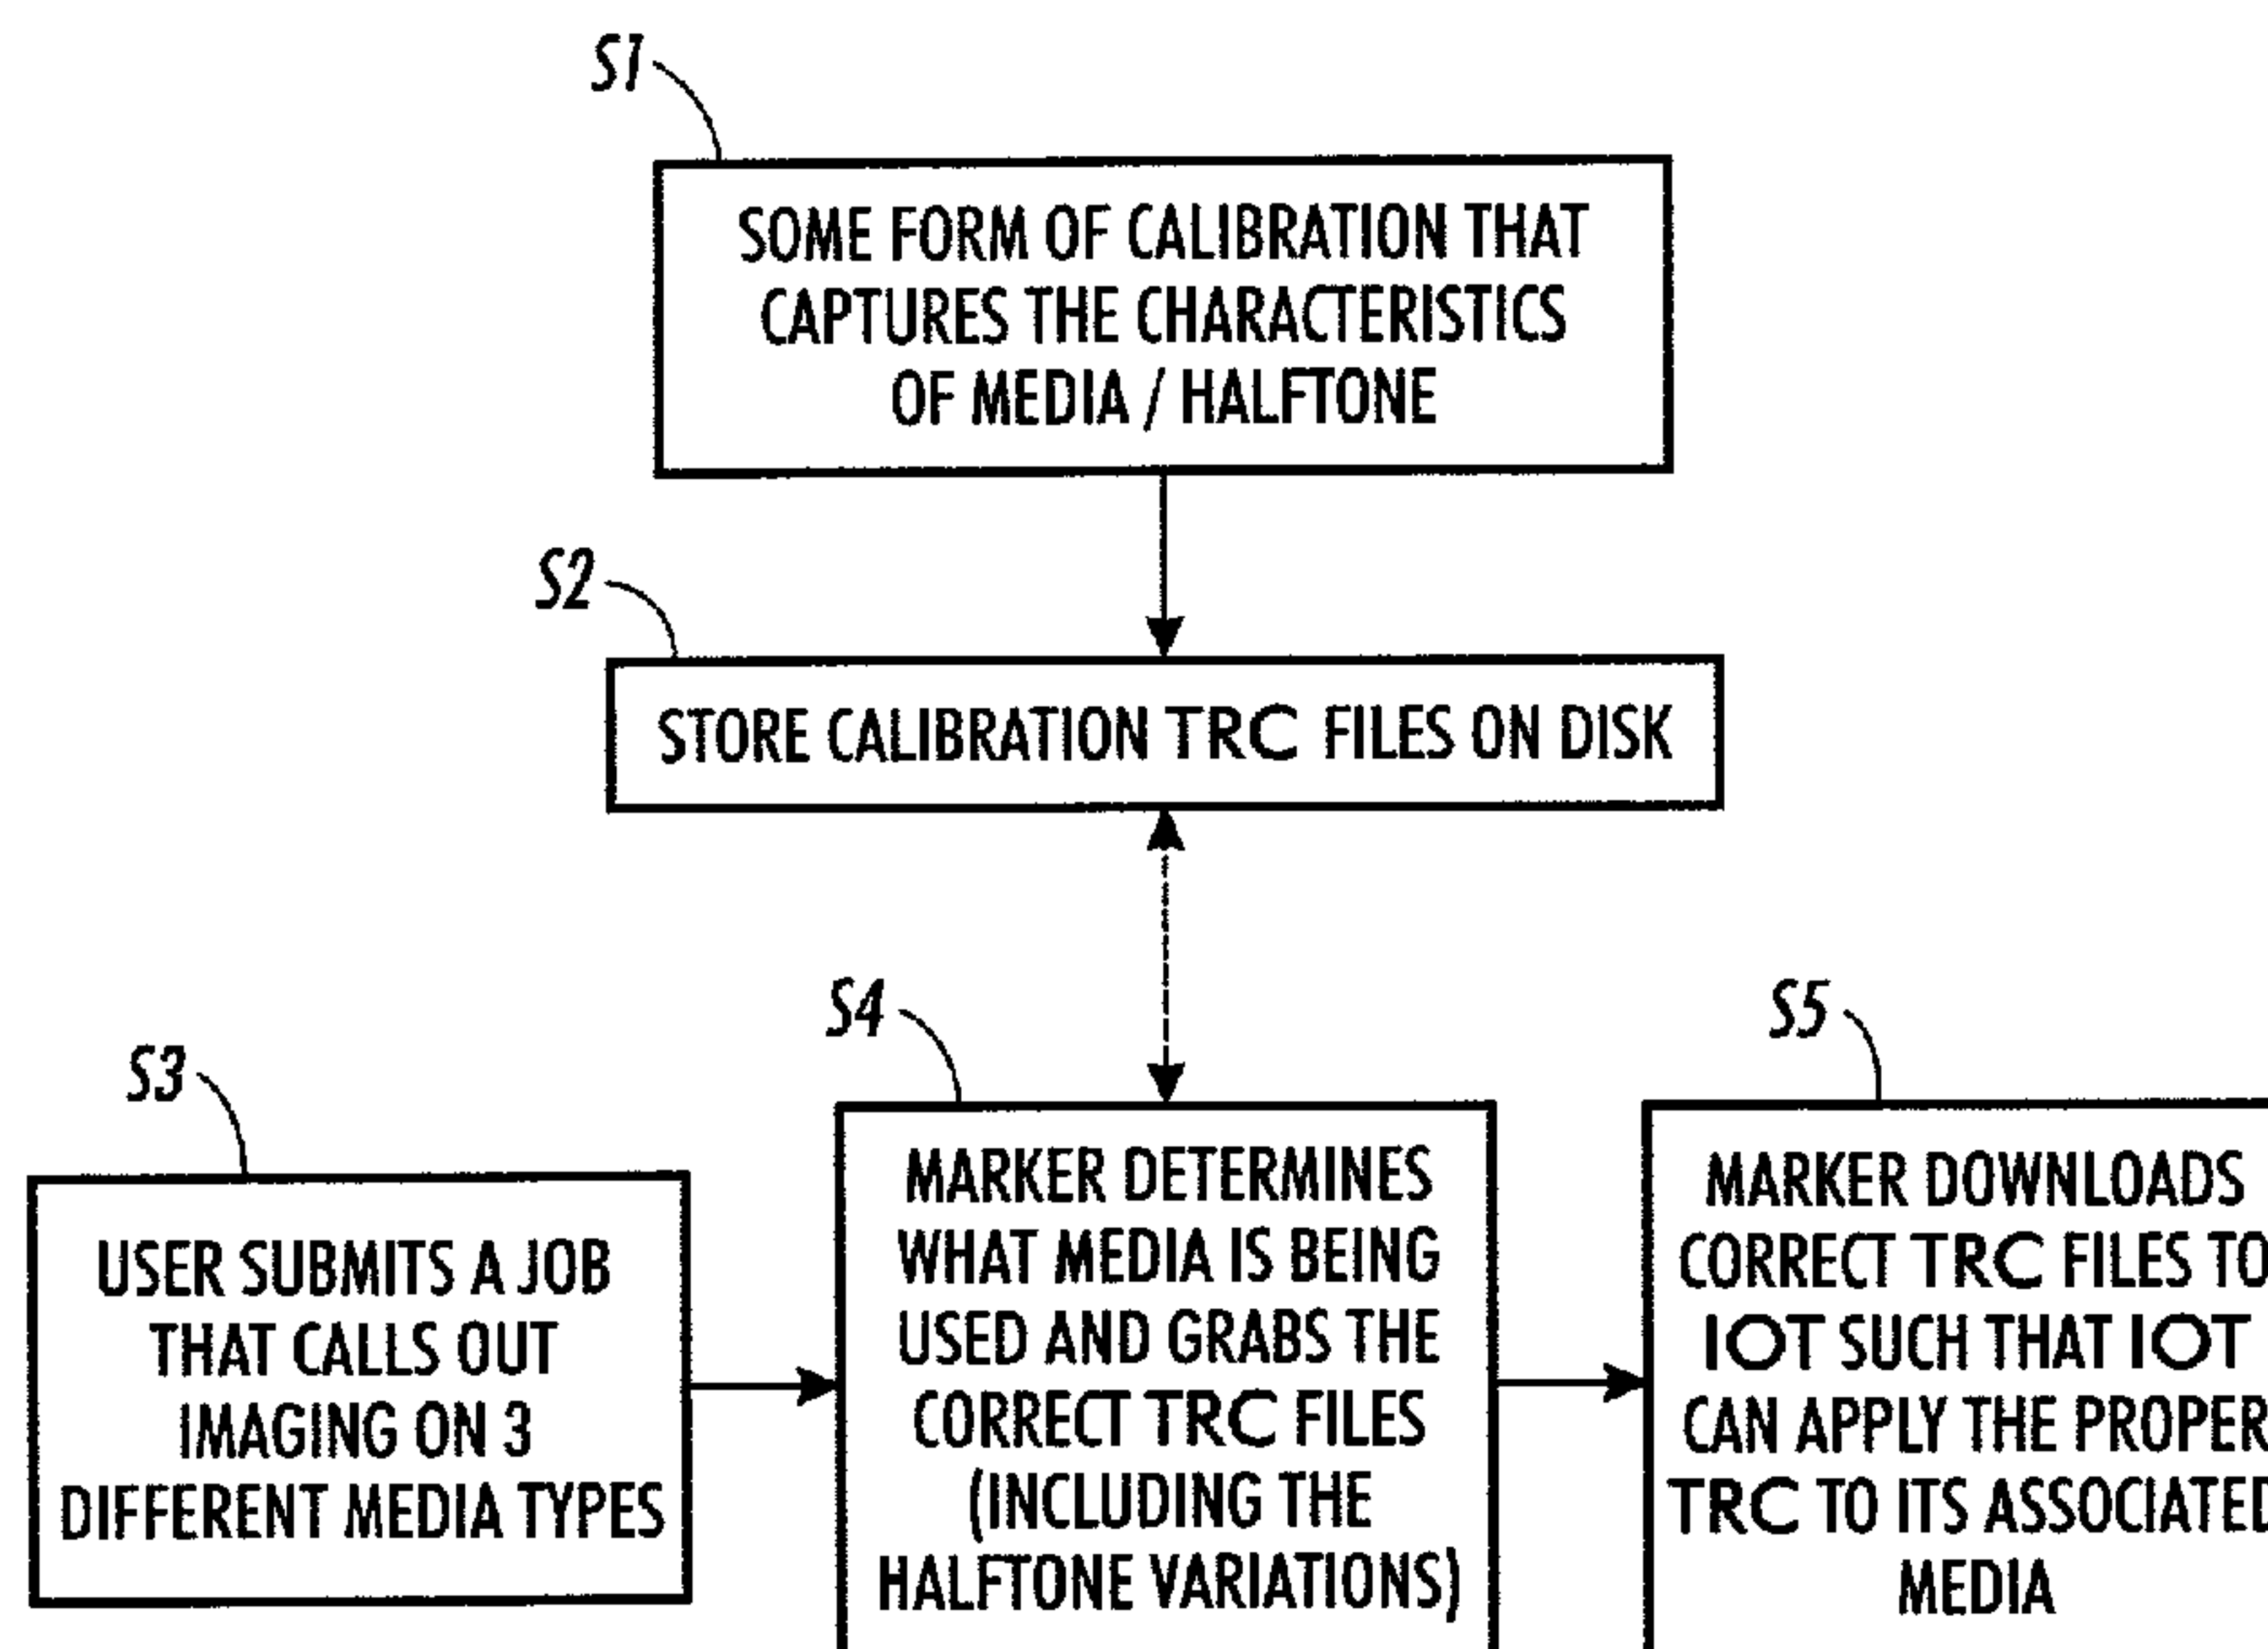 S1
SOME FORM OF CALIBRATION THAT
CAPTURES THE CHARACTERISTICS
OF MEDIA / HALFTONE
S2
STORE CALIBRATION TRC FILES ON DISK
S3
USER SUBMITS A JOB
THAT CALLS OUT
IMAGING ON 3
DIFFERENT MEDIA TYPES
S4
MARKER DETERMINES
WHAT MEDIA IS BEING
USED AND GRABS THE
CORRECT TRC FILES
(INCLUDING THE
HALFTONE VARIATIONS)
S5
MARKER DOWNLOADS
CORRECT TRC FILES TO
IOT SUCH THAT IOT
CAN APPLY THE PROPER
TRC TO ITS ASSOCIATED
MEDIA